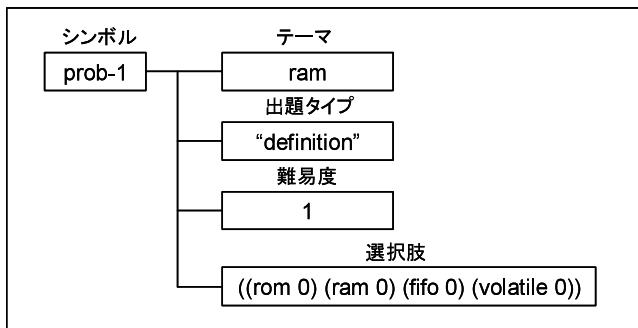 シンボル
テーマ
prob-1
ram
出題タイプ
“definition”
難易度
1
選択肢
((rom 0) (ram 0) (fifo 0) (volatile 0))